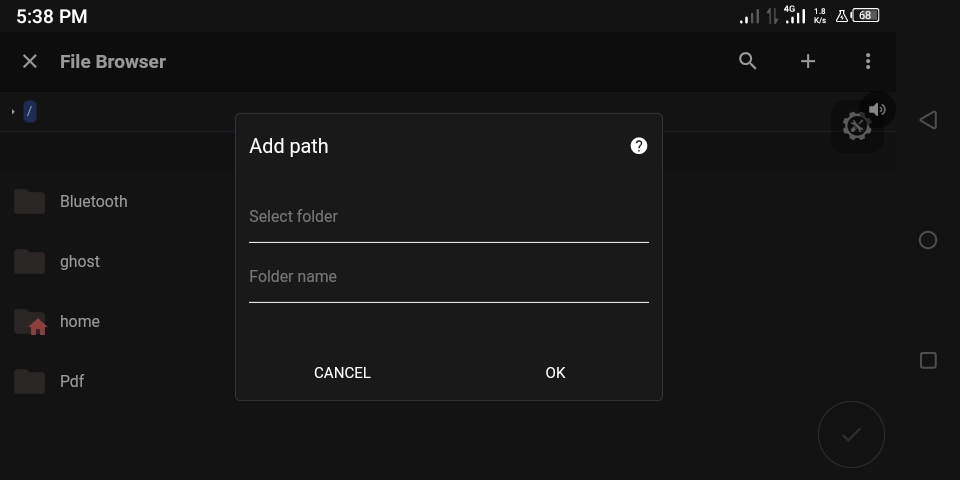 5:38 PM
4G
1.8
K/s
68
File Browser
/
Add path
?
Select folder
Bluetooth
ghost
Folder name
home
CANCEL
OK
Pdf